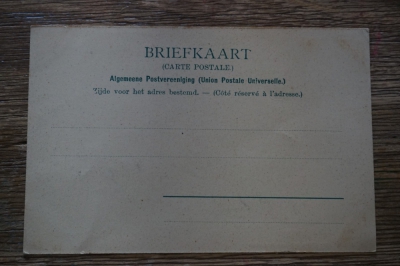 BRIEFKAART
(CARTE POSTALE)
Algemeene Postvereeniging (Union Postale Universelle.)
Zijde voor het adres bestemd. — (Côté réservé à l'adresse.)